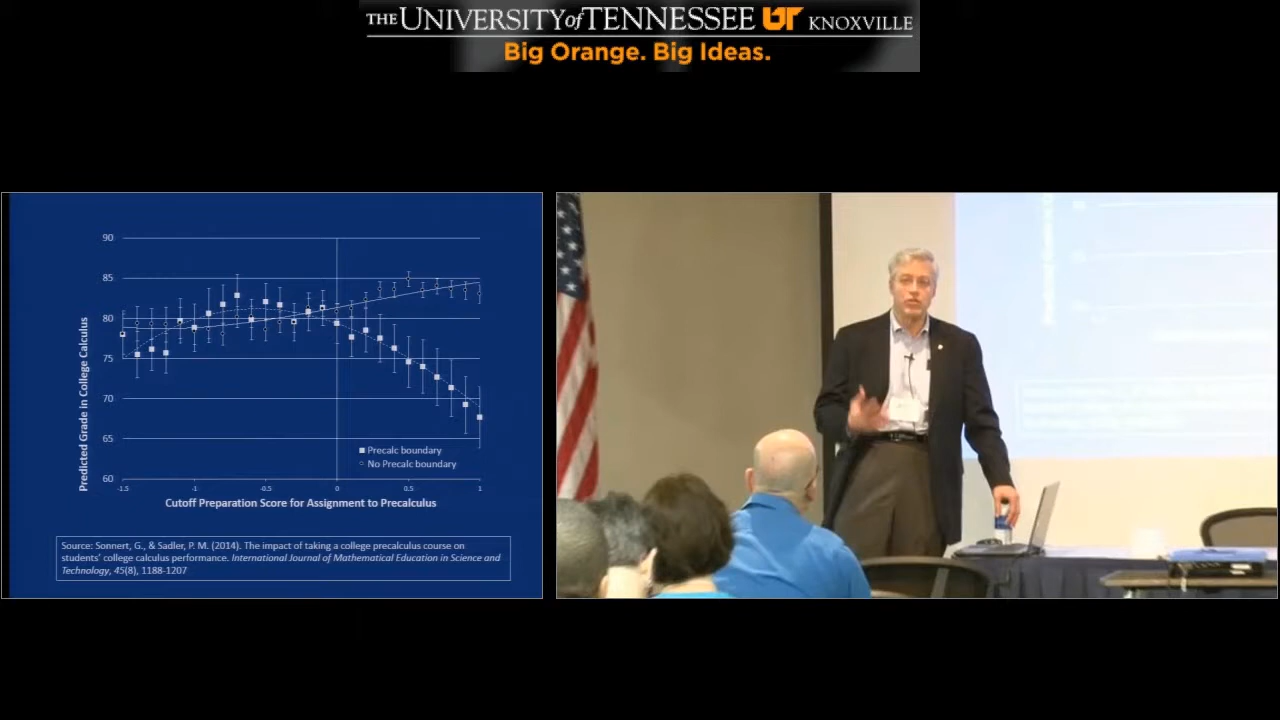 THE UNIVERSITY of TENNESSEE UT KNOXVILLE
Big Orange. Big Ideas.
90
85
80
75
70
65
60
-1.5 -1 -0.5 0 0.5 1
Predicted Grade in College Calculus
Precalc boundary
No Precalc boundary
Cutoff Preparation Score for Assignment to Precalculus
Source: Sonnert, G., & Sadler, P. M. (2014). The impact of taking a college precalculus course on
students' college calculus performance. International Journal of Mathematical Education in Science and
Technology, 45(8), 1188-1207